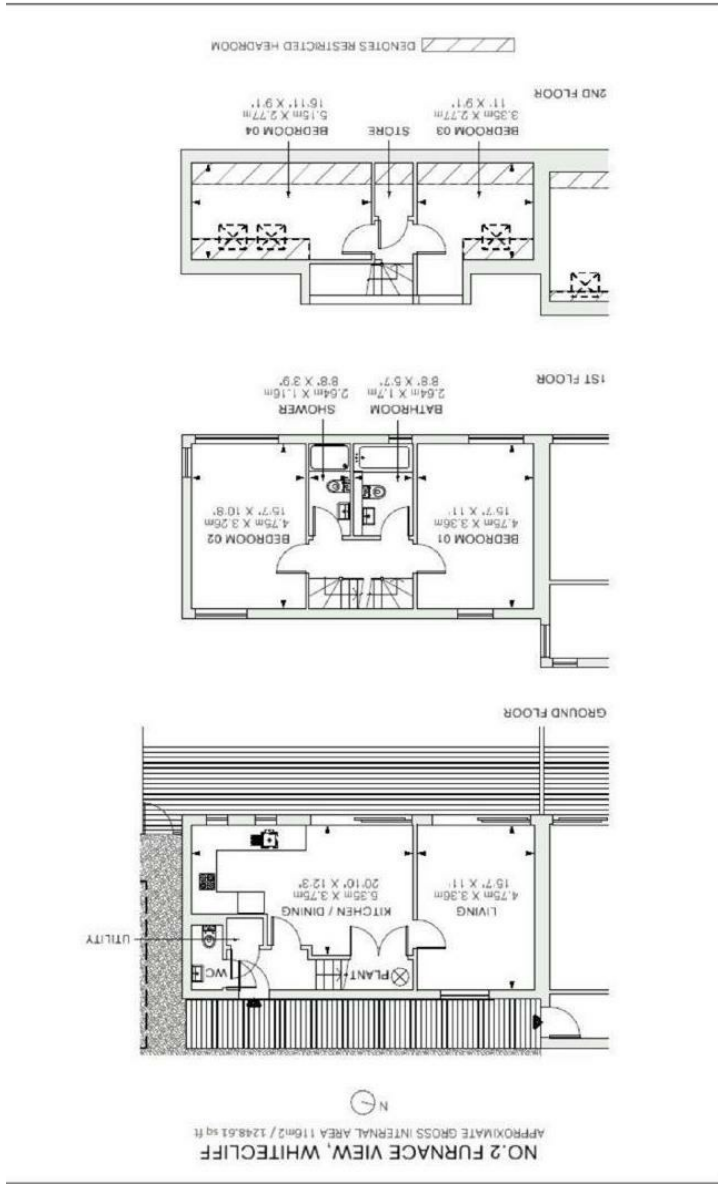 NO.2 FURNACE VIEW, WHITECLIFF
APPROXIMATE GROSS INTERNAL AREA 116m2 / 1248.61 sq ft
N
PLANT
WC
UTILITY
LIVING
4.75m X 3.36m
15'7" X 11'
KITCHEN / DINING
6.35m X 3.75m
20'10" X 12'3"
GROUND FLOOR
BEDROOM 01
4.75m X 3.36m
15'7" X 11'
BEDROOM 02
4.75m X 3.26m
15'7" X 10'8"
BATHROOM
2.64m X 1.7m
8'8" X 5'7"
SHOWER
2.64m X 1.16m
8'8" X 3'9"
1ST FLOOR
BEDROOM 03
3.35m X 2.77m
11' X 9'1"
STORE
BEDROOM 04
5.15m X 2.77m
16'11" X 9'1"
2ND FLOOR
DENOTES RESTRICTED HEADROOM